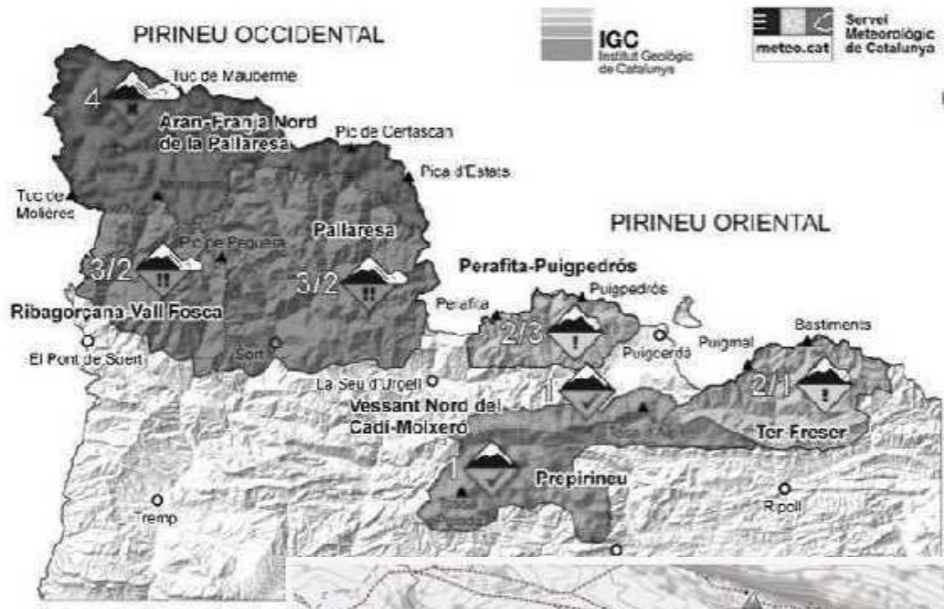 PIRINEU OCCIDENTAL
IGC
Institut Geològic
de Catalunya
meteo.cat
Servei
Meteorològic
de Catalunya
Tuc de Mauberme
4
Aran-Franja Nord
de la Pallaresa
Pic de Certascan
Pica d'Estats
Tuc de
Molières
PIRINEU ORIENTAL
Pallaresa
Pic de Peguera
3/2
3/2
Perafita-Puigpedrós
Perafita
Puigpedrós
Ribagorçana-Vall Fosca
2/3
Bastiments
El Pont de Suert
Sort
Puigcerdà
Puigmal
La Seu d'Urgell
1
2/1
Vessant Nord del
Cadí-Moixeró
Ter-Freser
1
Prepirineu
Tremp
Ripoll